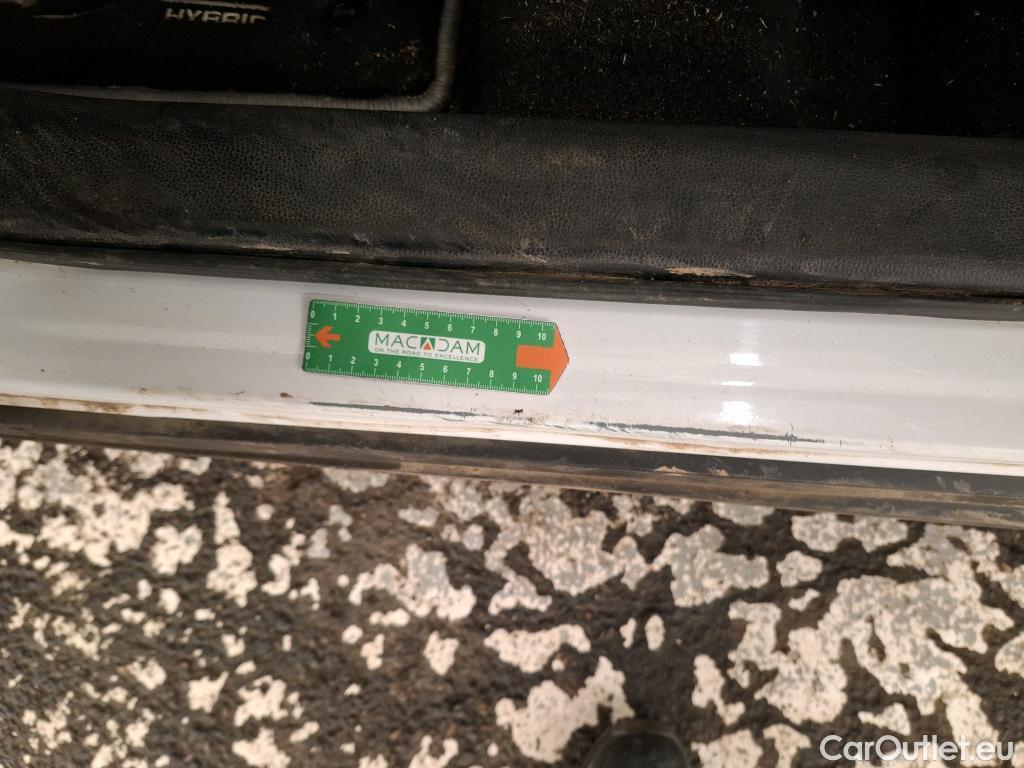 HYBRID
0 1 2 3 4 5 6 7 8 9 10
MACADAM
ON THE ROAD TO EXCELLENCE
0 1 2 3 4 5 6 7 8 9 10
CarOutlet.eu